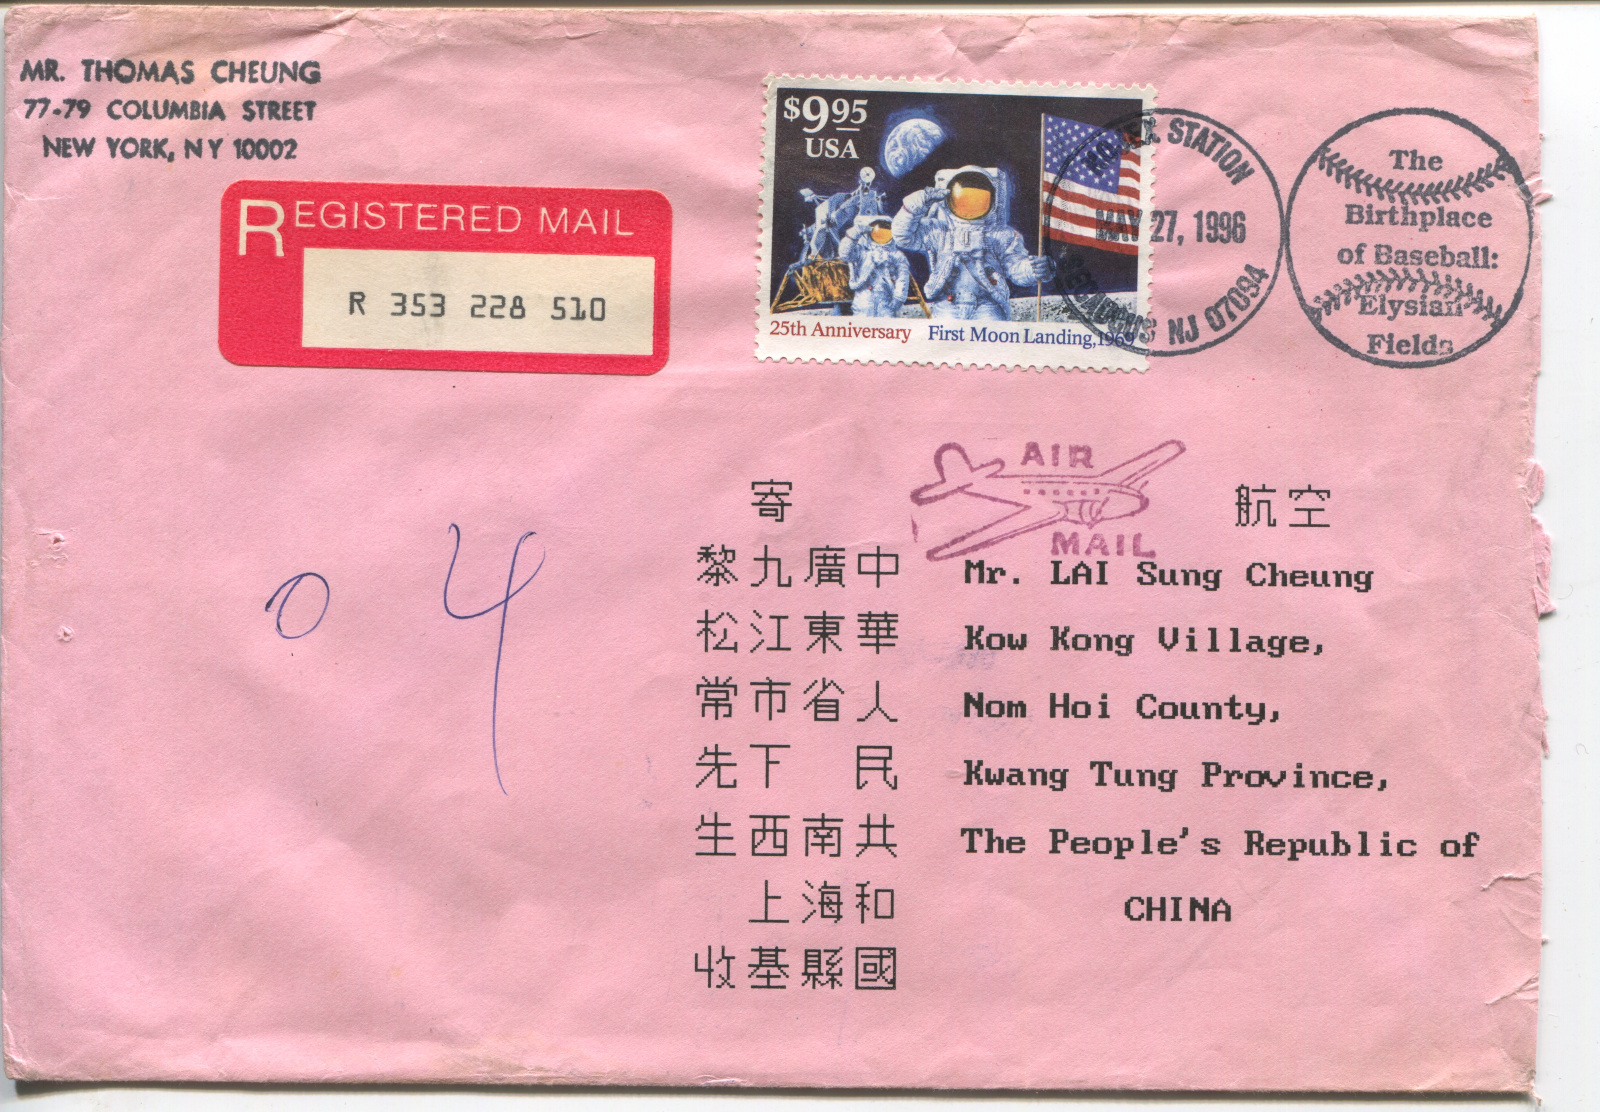 MR. THOMAS CHEUNG
77-79 COLUMBIA STREET
NEW YORK, NY 10002
REGISTERED MAIL
R 353 228 510
$9.95
USA
25th Anniversary First Moon Landing, 1969
NOJEX STATION
MAY 27, 1996
SECAUCUS NJ 07094
The
Birthplace
of Baseball:
Elysian
Fields
AIR
MAIL
航空
寄
中華人民共和國
廣東省南海縣
九江市下西上基
黎松常先生收
Mr. LAI Sung Cheung
Kow Kong Village,
Nom Hoi County,
Kwang Tung Province,
The People's Republic of
CHINA
04